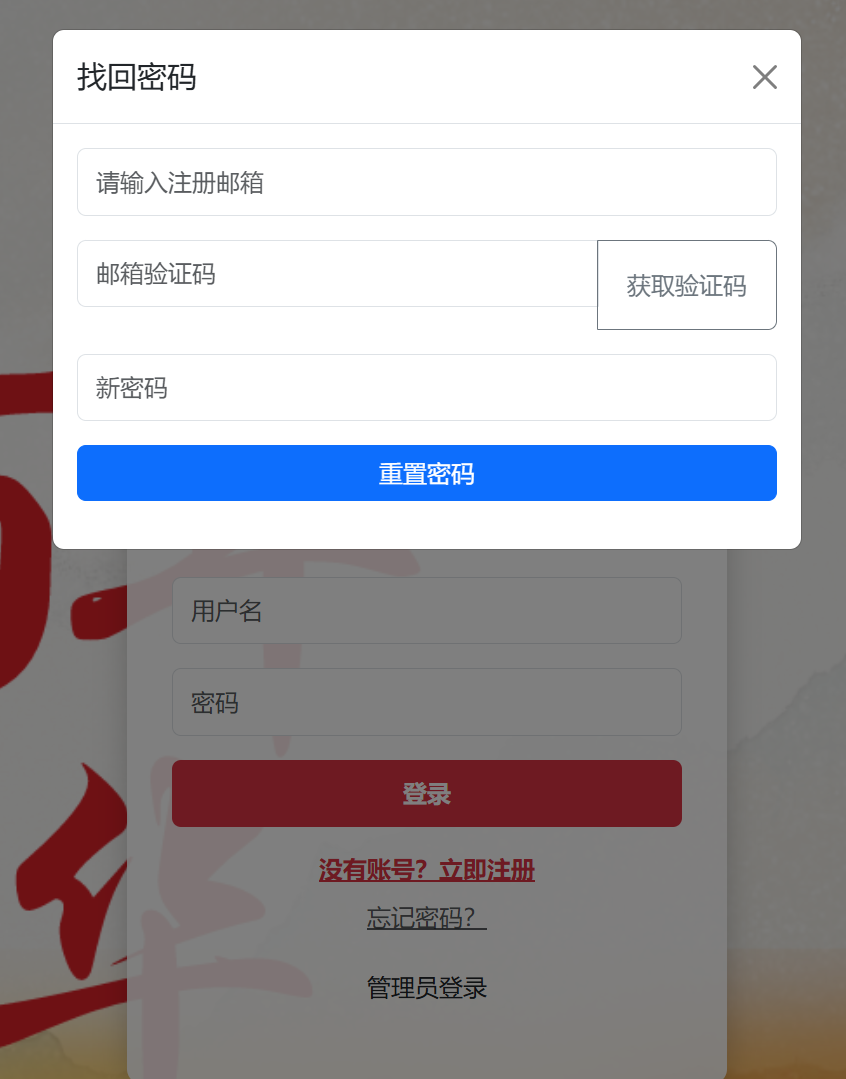 找回密码
请输入注册邮箱
邮箱验证码
获取验证码
新密码
重置密码
用户名
密码
登录
没有账号？立即注册
忘记密码？
管理员登录